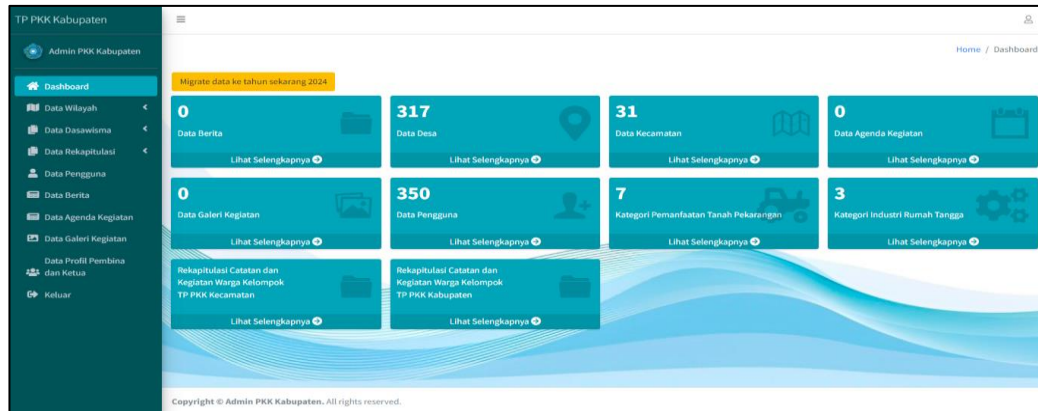 TP PKK Kabupaten
Admin PKK Kabupaten
Dashboard
Data Wilayah
Data Dasawisma
Data Rekapitulasi
Data Pengguna
Data Berita
Data Agenda Kegiatan
Data Galeri Kegiatan
Data Profil Pembina
dan Ketua
Keluar
Home / Dashboard
Migrate data ke tahun sekarang 2024
0
Data Berita
Lihat Selengkapnya
317
Data Desa
Lihat Selengkapnya
31
Data Kecamatan
Lihat Selengkapnya
0
Data Agenda Kegiatan
Lihat Selengkapnya
0
Data Galeri Kegiatan
Lihat Selengkapnya
350
Data Pengguna
Lihat Selengkapnya
7
Kategori Pemanfaatan Tanah Pekarangan
Lihat Selengkapnya
3
Kategori Industri Rumah Tangga
Lihat Selengkapnya
Rekapitulasi Catatan dan
Kegiatan Warga Kelompok
TP PKK Kecamatan
Lihat Selengkapnya
Rekapitulasi Catatan dan
Kegiatan Warga Kelompok
TP PKK Kabupaten
Lihat Selengkapnya
Copyright © Admin PKK Kabupaten. All rights reserved.